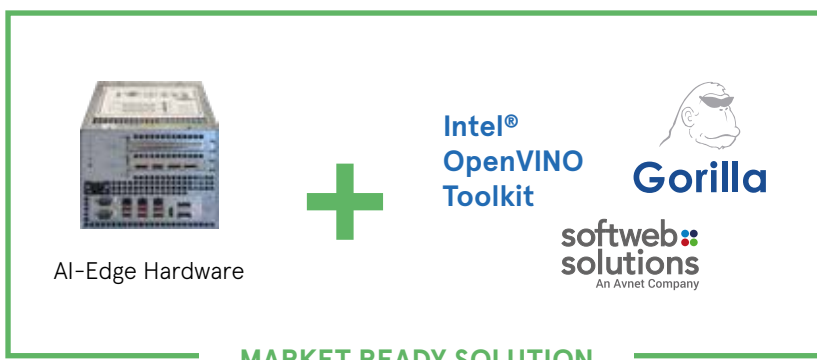 Intel®
OpenVINO
Toolkit
Gorilla
AI-Edge Hardware
softweb
solutions
An Avnet Company
MARKET READY SOLUTION